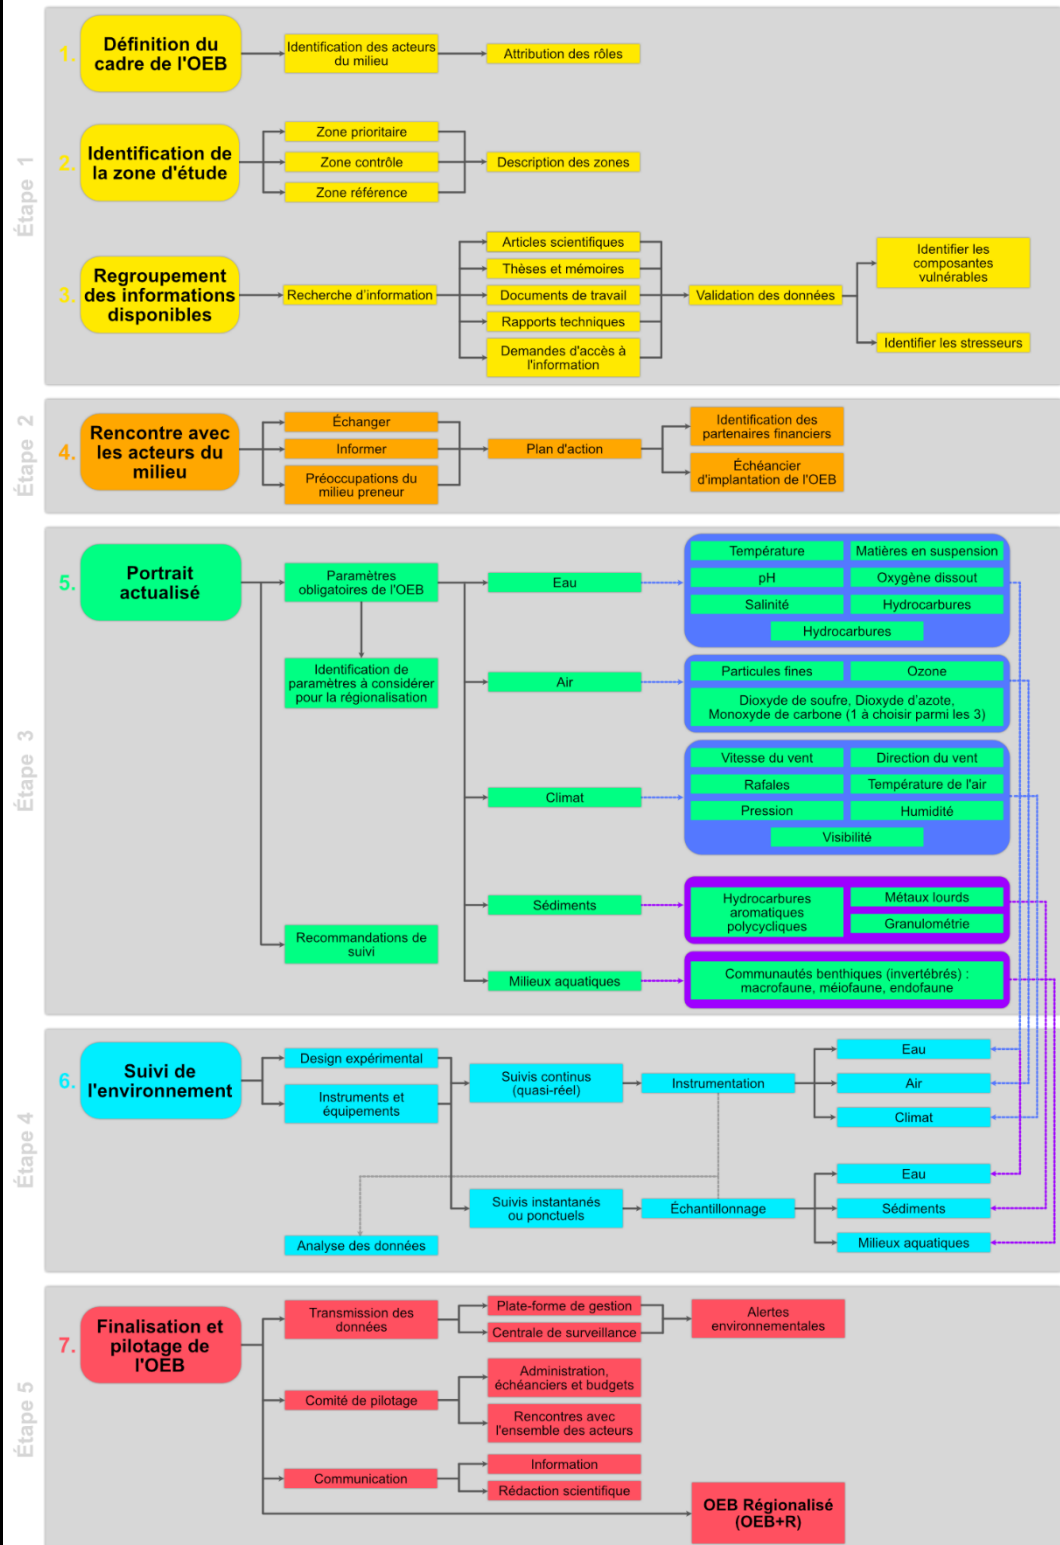 Étape 1
1.
Définition du
cadre de l'OEB
Identification des acteurs
du milieu
Attribution des rôles
2.
Identification de
la zone d'étude
Zone prioritaire
Zone contrôle
Zone référence
Description des zones
3.
Regroupement
des informations
disponibles
Recherche d'information
Articles scientifiques
Thèses et mémoires
Documents de travail
Rapports techniques
Demandes d'accès à
l'information
Validation des données
Identifier les
composantes
vulnérables
Identifier les stresseurs
Étape 2
4.
Rencontre avec
les acteurs du
milieu
Échanger
Informer
Préoccupations du
milieu preneur
Plan d'action
Identification des
partenaires financiers
Échéancier
d'implantation de l'OEB
Étape 3
5.
Portrait
actualisé
Paramètres
obligatoires de l'OEB
Identification de
paramètres à considérer
pour la régionalisation
Recommandations de
suivi
Eau
Température
Matières en suspension
pH
Oxygène dissout
Salinité
Hydrocarbures
Hydrocarbures
Air
Particules fines
Ozone
Dioxyde de soufre, Dioxyde d'azote,
Monoxyde de carbone (1 à choisir parmi les 3)
Climat
Vitesse du vent
Direction du vent
Rafales
Température de l'air
Pression
Humidité
Visibilité
Sédiments
Hydrocarbures
aromatiques
polycycliques
Métaux lourds
Granulométrie
Milieux aquatiques
Communautés benthiques (invertébrés) :
macrofaune, méiofaune, endofaune
Étape 4
6.
Suivi de
l'environnement
Design expérimental
Instruments et
équipements
Analyse des données
Suivis continus
(quasi-réel)
Instrumentation
Eau
Air
Climat
Suivis instantanés
ou ponctuels
Échantillonnage
Eau
Sédiments
Milieux aquatiques
Étape 5
7.
Finalisation et
pilotage de
l'OEB
Transmission des
données
Plate-forme de gestion
Centrale de surveillance
Alertes
environnementales
Comité de pilotage
Administration,
échéanciers et budgets
Rencontres avec
l'ensemble des acteurs
Communication
Information
Rédaction scientifique
OEB Régionalisé
(OEB+R)